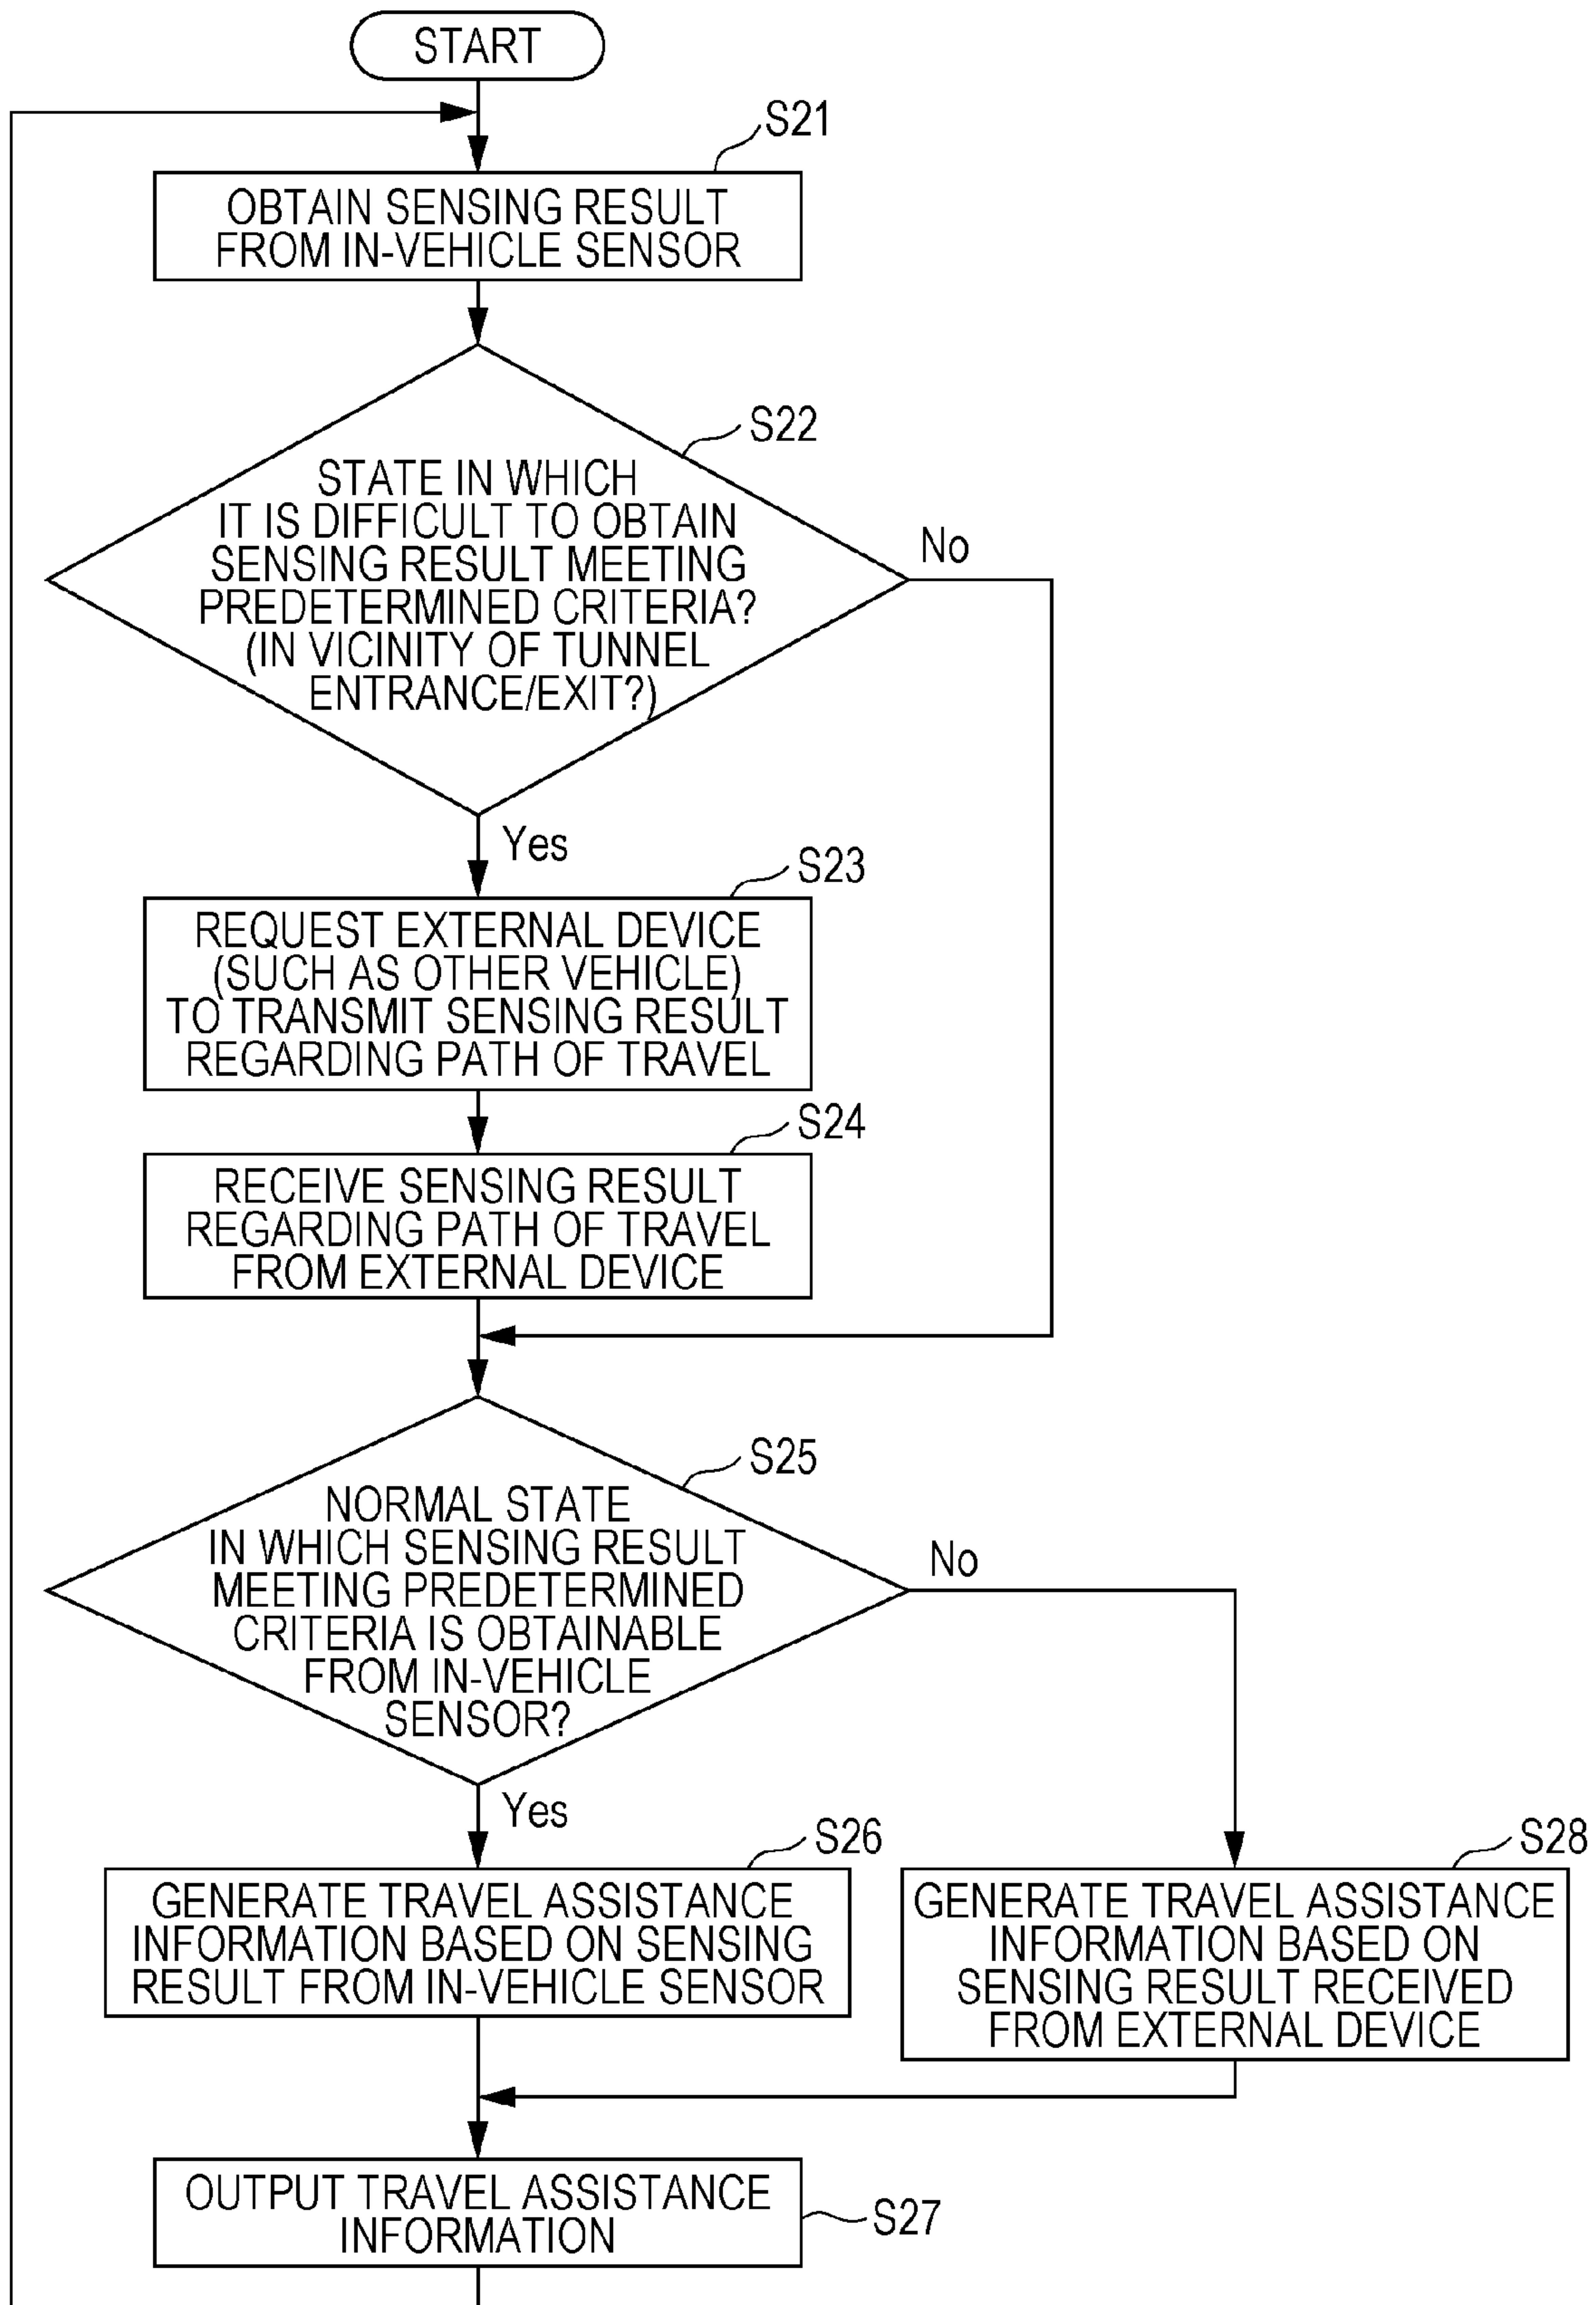 START
S21
OBTAIN SENSING RESULT
FROM IN-VEHICLE SENSOR
S22
STATE IN WHICH
IT IS DIFFICULT TO OBTAIN
SENSING RESULT MEETING
PREDETERMINED CRITERIA?
(IN VICINITY OF TUNNEL
ENTRANCE/EXIT?)
No
Yes
S23
REQUEST EXTERNAL DEVICE
(SUCH AS OTHER VEHICLE)
TO TRANSMIT SENSING RESULT
REGARDING PATH OF TRAVEL
S24
RECEIVE SENSING RESULT
REGARDING PATH OF TRAVEL
FROM EXTERNAL DEVICE
S25
NORMAL STATE
IN WHICH SENSING RESULT
MEETING PREDETERMINED
CRITERIA IS OBTAINABLE
FROM IN-VEHICLE
SENSOR?
No
Yes
S26
GENERATE TRAVEL ASSISTANCE
INFORMATION BASED ON SENSING
RESULT FROM IN-VEHICLE SENSOR
S28
GENERATE TRAVEL ASSISTANCE
INFORMATION BASED ON
SENSING RESULT RECEIVED
FROM EXTERNAL DEVICE
OUTPUT TRAVEL ASSISTANCE
INFORMATION
S27